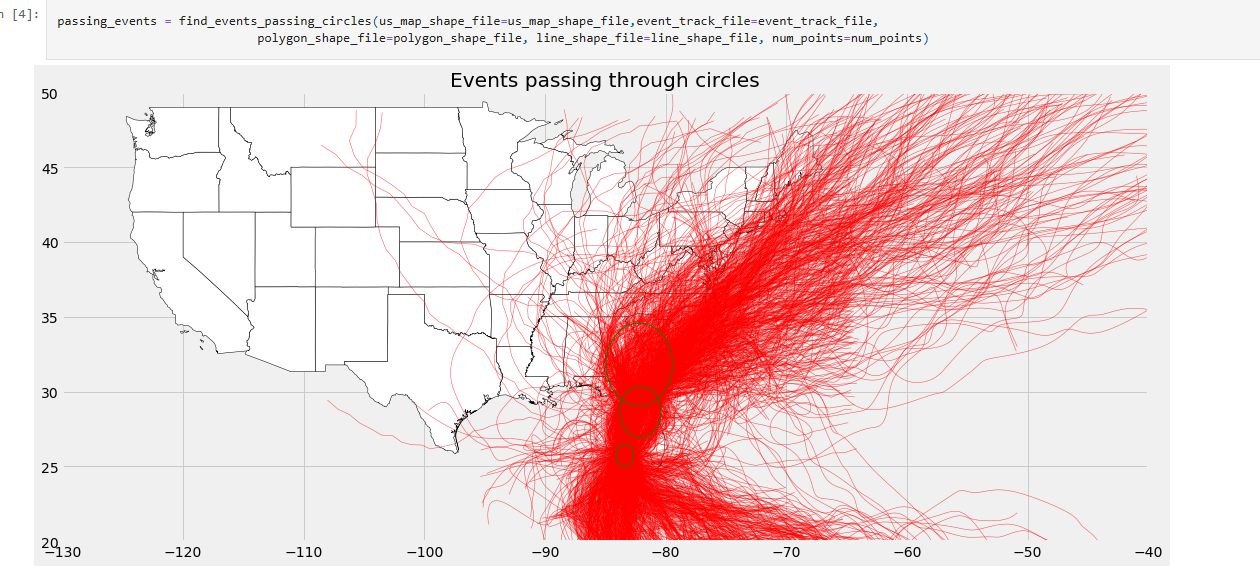 n [4]:
passing_events = find_events_passing_circles(us_map_shape_file=us_map_shape_file,event_track_file=event_track_file,
polygon_shape_file=polygon_shape_file, line_shape_file=line_shape_file, num_points=num_points)
Events passing through circles
50
45
40
35
30
25
20
−130 −120 −110 −100 −90 −80 −70 −60 −50 −40